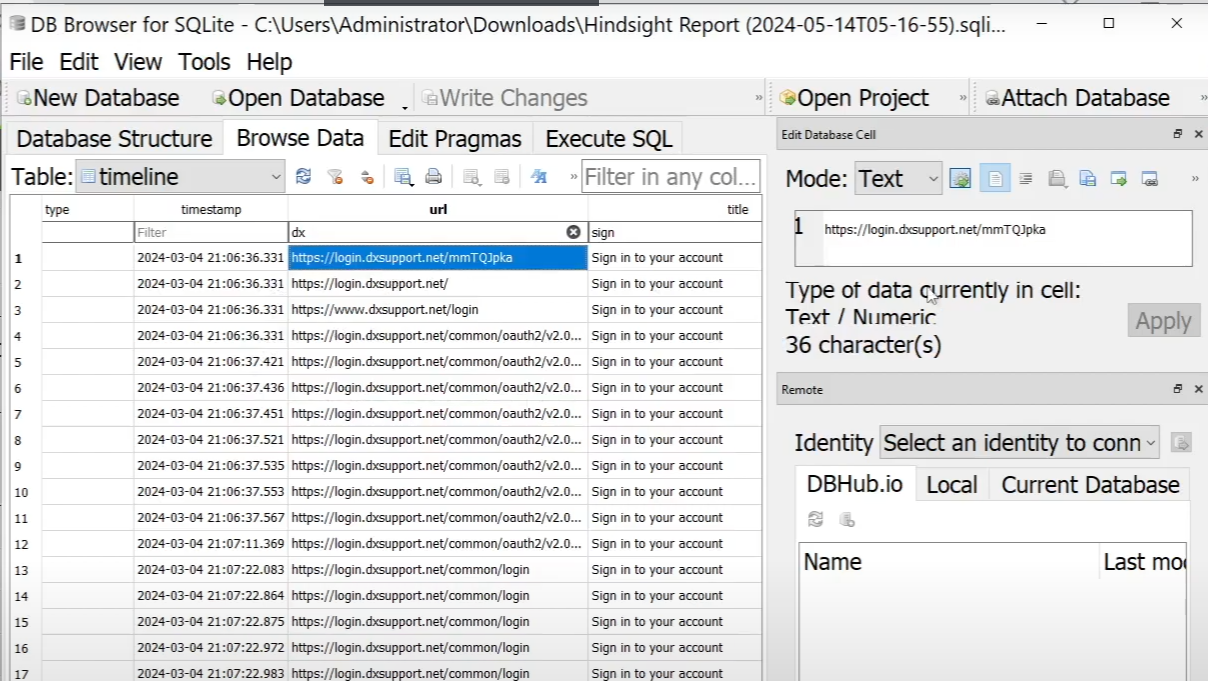 DB Browser for SQLite - C:\Users\Administrator\Downloads\Hindsight Report (2024-05-14T05-16-55).sqli...
File Edit View Tools Help
New Database Open Database Write Changes » Open Project » Attach Database »
Database Structure Browse Data Edit Pragmas Execute SQL
Table: timeline » Filter in any col...
type timestamp url title
Filter dx sign
1 2024-03-04 21:06:36.331 https://login.dxsupport.net/mmTQJpka Sign in to your account
2 2024-03-04 21:06:36.331 https://login.dxsupport.net/ Sign in to your account
3 2024-03-04 21:06:36.331 https://www.dxsupport.net/login Sign in to your account
4 2024-03-04 21:06:36.331 https://login.dxsupport.net/common/oauth2/v2.0... Sign in to your account
5 2024-03-04 21:06:37.421 https://login.dxsupport.net/common/oauth2/v2.0... Sign in to your account
6 2024-03-04 21:06:37.436 https://login.dxsupport.net/common/oauth2/v2.0... Sign in to your account
7 2024-03-04 21:06:37.451 https://login.dxsupport.net/common/oauth2/v2.0... Sign in to your account
8 2024-03-04 21:06:37.521 https://login.dxsupport.net/common/oauth2/v2.0... Sign in to your account
9 2024-03-04 21:06:37.535 https://login.dxsupport.net/common/oauth2/v2.0... Sign in to your account
10 2024-03-04 21:06:37.553 https://login.dxsupport.net/common/oauth2/v2.0... Sign in to your account
11 2024-03-04 21:06:37.567 https://login.dxsupport.net/common/oauth2/v2.0... Sign in to your account
12 2024-03-04 21:07:11.369 https://login.dxsupport.net/common/oauth2/v2.0... Sign in to your account
13 2024-03-04 21:07:22.083 https://login.dxsupport.net/common/login Sign in to your account
14 2024-03-04 21:07:22.864 https://login.dxsupport.net/common/login Sign in to your account
15 2024-03-04 21:07:22.875 https://login.dxsupport.net/common/login Sign in to your account
16 2024-03-04 21:07:22.972 https://login.dxsupport.net/common/login Sign in to your account
17 2024-03-04 21:07:22.983 https://login.dxsupport.net/common/login Sign in to your account
Edit Database Cell
Mode: Text »
1 https://login.dxsupport.net/mmTQJpka
Type of data currently in cell:
Text / Numeric
36 character(s)
Apply
Remote
Identity Select an identity to conn
DBHub.io Local Current Database
Name Last mo